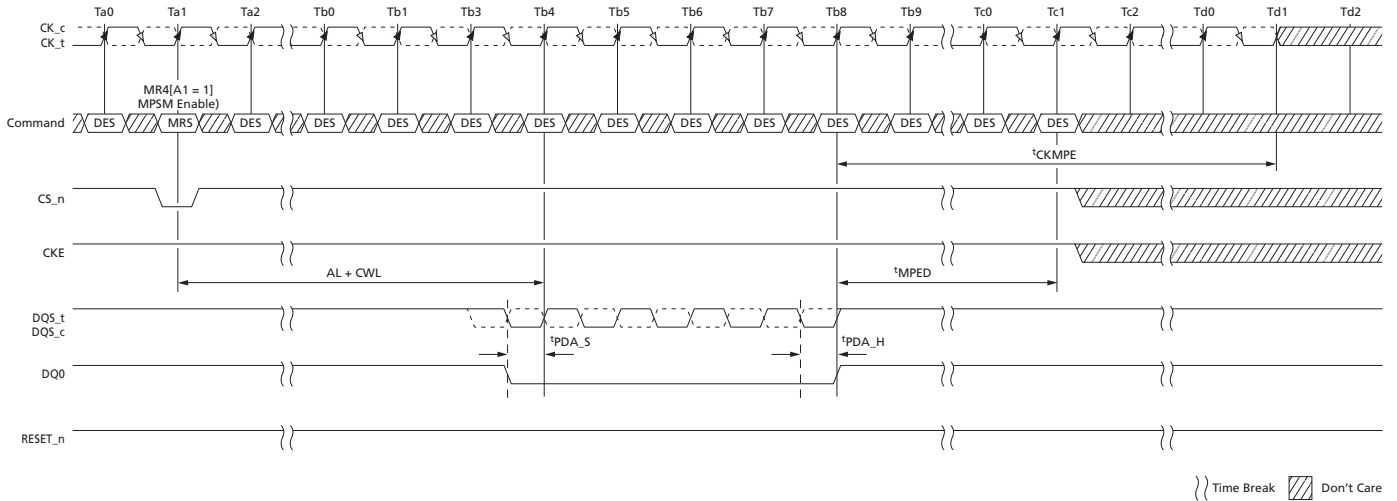 Ta0 Ta1 Ta2 Tb0 Tb1 Tb3 Tb4 Tb5 Tb6 Tb7 Tb8 Tb9 Tc0 Tc1 Tc2 Td0 Td1 Td2
CK_c
CK_t
MR4[A1 = 1]
MPSM Enable)
Command DES MRS DES DES DES DES DES DES DES DES DES DES DES DES
tCKMPE
CS_n
CKE
AL + CWL tMPED
DQS_t
DQS_c
tPDA_S tPDA_H
DQ0
RESET_n
Time Break Don't Care